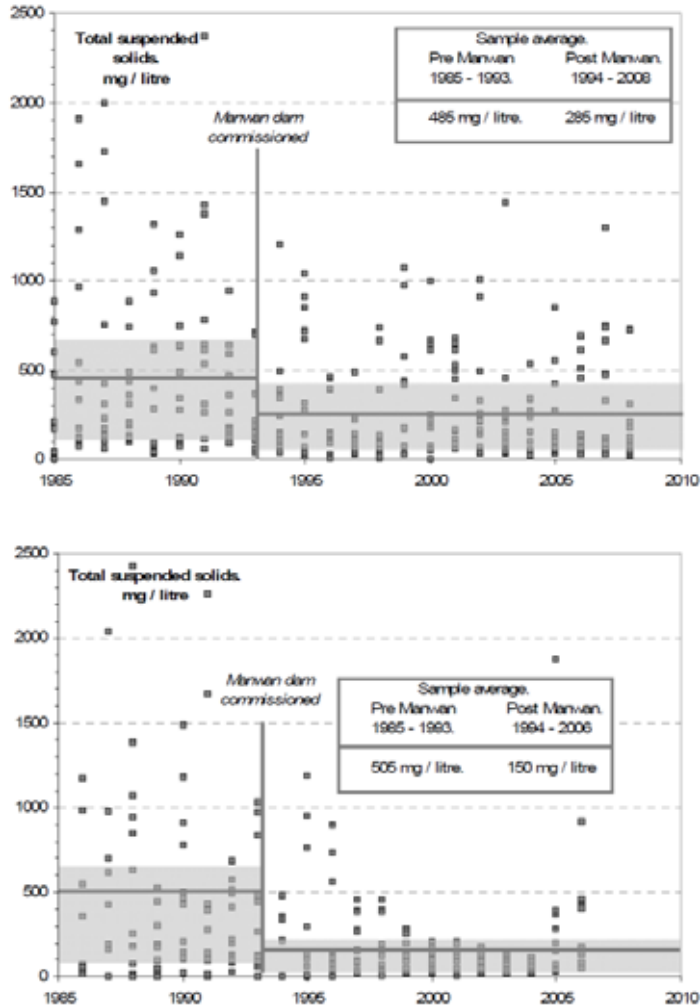 2500
Total suspended
solids.
mg / litre
Sample average.
Pre Manwan Post Manwan.
1985 - 1993. 1994 - 2008
485 mg / litre. 285 mg / litre
2000
Manwan dam
commissioned
1500
1000
500
0
1985 1990 1995 2000 2005 2010
2500
Total suspended solids.
mg / litre
2000
Manwan dam
commissioned
Sample average.
Pre Manwan Post Manwan.
1985 - 1993. 1994 - 2006
505 mg / litre. 150 mg / litre
1500
1000
500
0
1985 1990 1995 2000 2005 2010